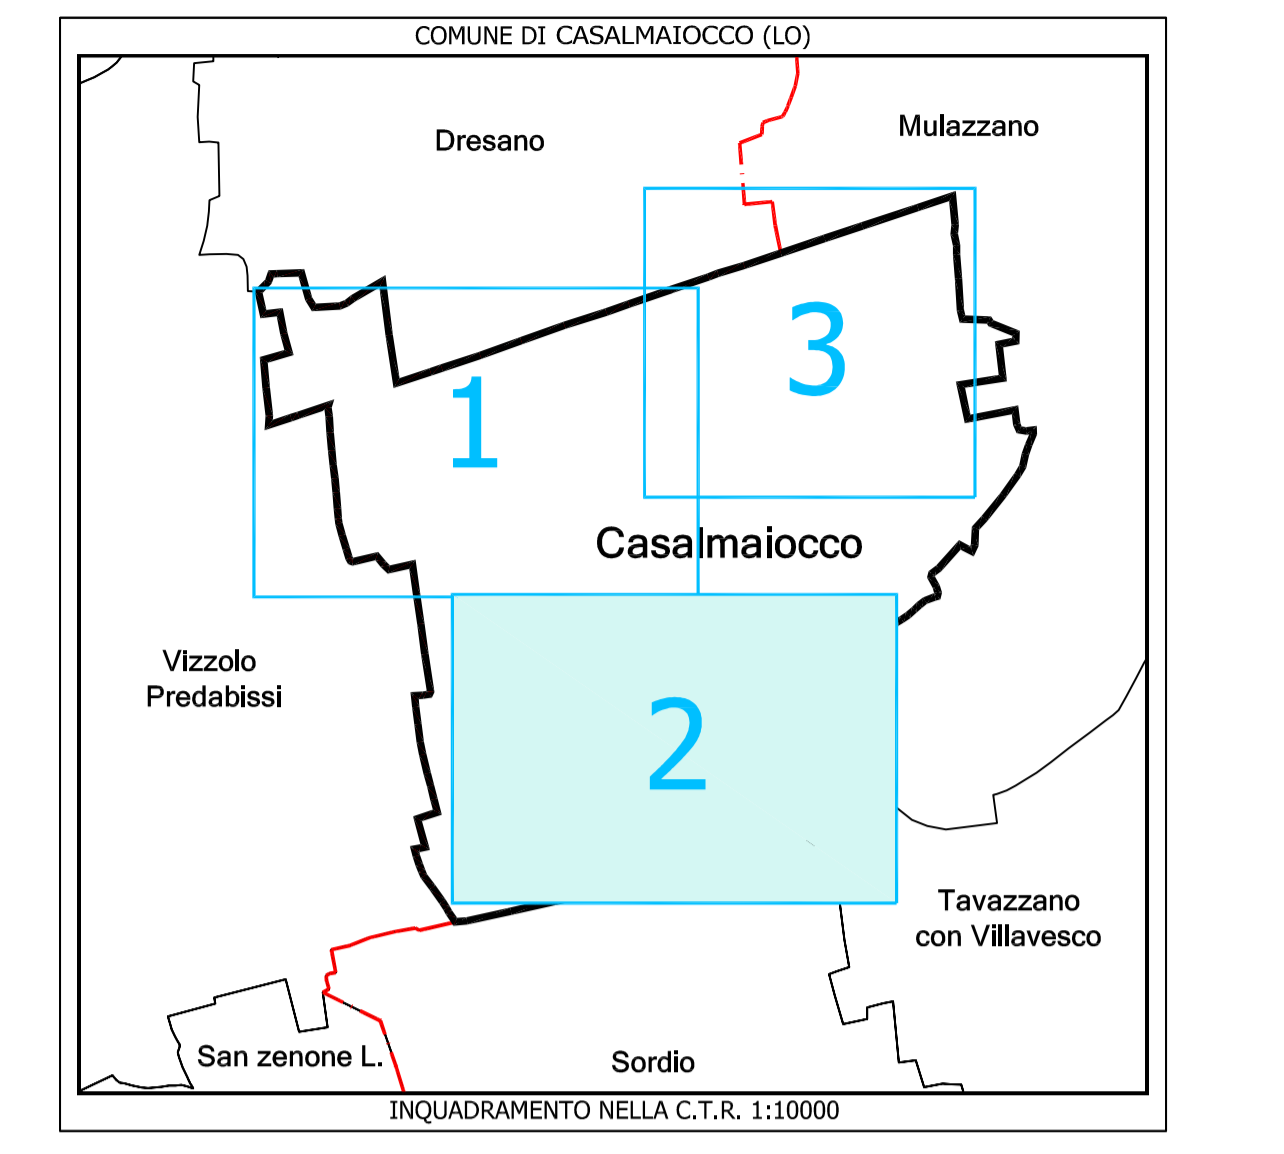 COMUNE DI CASALMAIOCCO (LO)
Mulazzano
Dresano
3
1
Casalmaiocco
Vizzolo
Predabissi
2
Tavazzano
con Villavesco
San zenone L.
Sordio
INQUADRAMENTO NELLA C.T.R. 1:10000